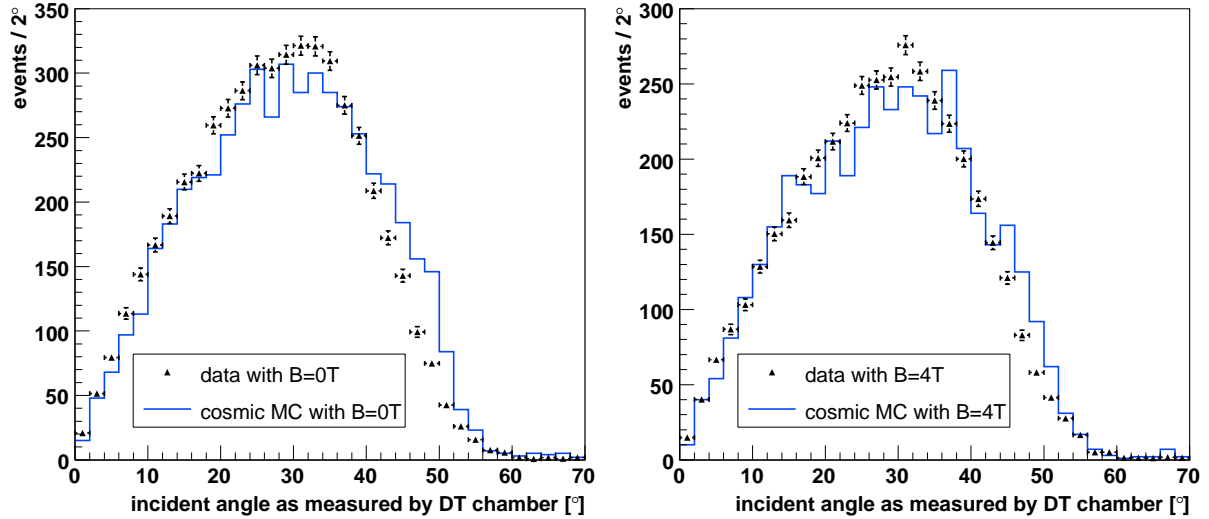 events / 2°
350
300
250
200
150
100
50
0
data with B=0T
cosmic MC with B=0T
0 10 20 30 40 50 60 70
incident angle as measured by DT chamber [°]
events / 2°
300
250
200
150
100
50
0
data with B=4T
cosmic MC with B=4T
0 10 20 30 40 50 60 70
incident angle as measured by DT chamber [°]